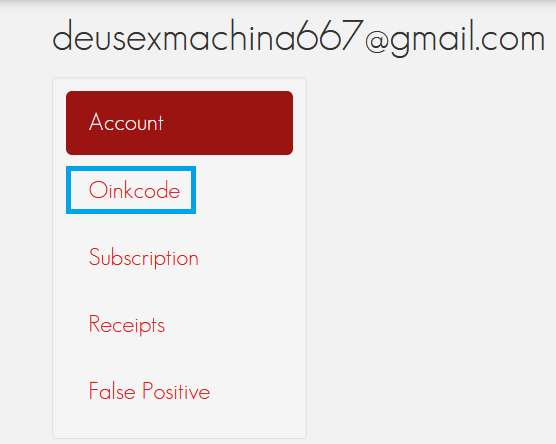 deusexmachina667@gmail.com
Account
Oinkcode
Subscription
Receipts
False Positive